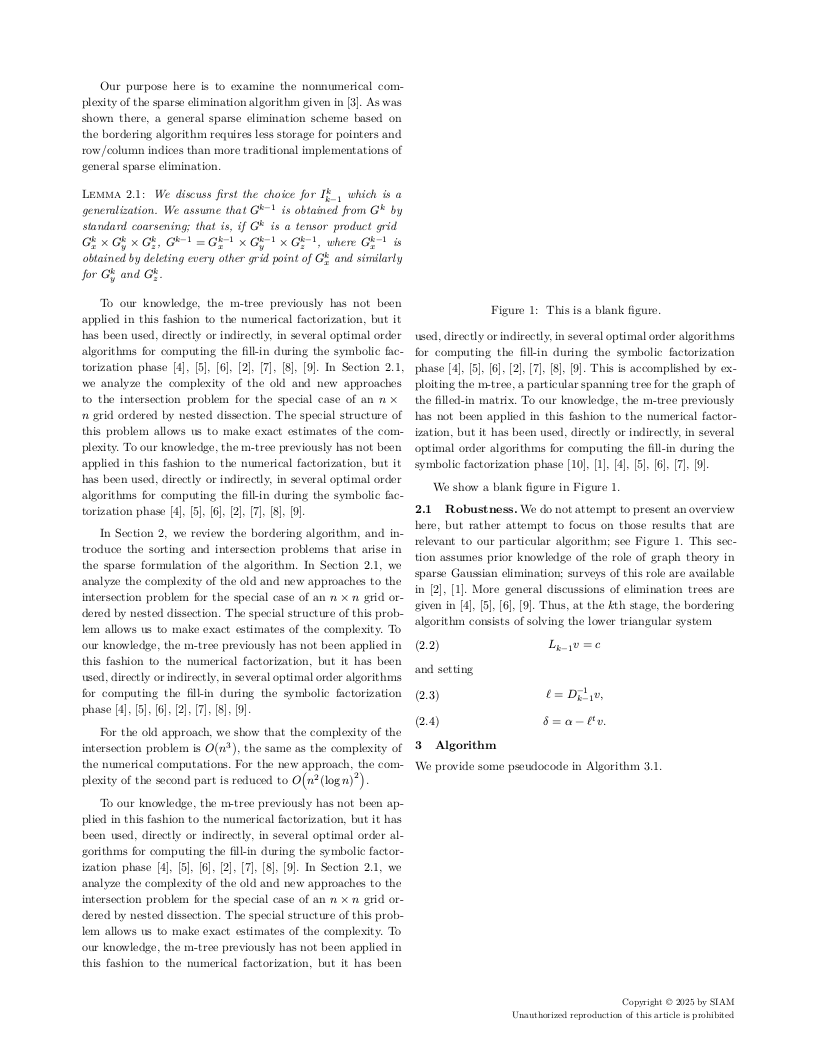 Our purpose here is to examine the nonnumerical com-
plexity of the sparse elimination algorithm given in [3]. As was
shown there, a general sparse elimination scheme based on
the bordering algorithm requires less storage for pointers and
row/column indices than more traditional implementations of
general sparse elimination.
Lemma 2.1: We discuss first the choice for I_{k−1}^k which is a
generalization. We assume that G^{k−1} is obtained from G^k by
standard coarsening; that is, if G^k is a tensor product grid
G_x^k × G_y^k × G_z^k, G^{k−1} = G_x^{k−1} × G_y^{k−1} × G_z^{k−1}, where G_x^{k−1} is
obtained by deleting every other grid point of G_x^k and similarly
for G_y^k and G_z^k.
To our knowledge, the m-tree previously has not been
applied in this fashion to the numerical factorization, but it
has been used, directly or indirectly, in several optimal order
algorithms for computing the fill-in during the symbolic fac-
torization phase [4], [5], [6], [2], [7], [8], [9]. In Section 2.1,
we analyze the complexity of the old and new approaches
to the intersection problem for the special case of an n ×
n grid ordered by nested dissection. The special structure of
this problem allows us to make exact estimates of the com-
plexity. To our knowledge, the m-tree previously has not been
applied in this fashion to the numerical factorization, but it
has been used, directly or indirectly, in several optimal order
algorithms for computing the fill-in during the symbolic fac-
torization phase [4], [5], [6], [2], [7], [8], [9].
In Section 2, we review the bordering algorithm, and in-
troduce the sorting and intersection problems that arise in
the sparse formulation of the algorithm. In Section 2.1, we
analyze the complexity of the old and new approaches to the
intersection problem for the special case of an n × n grid or-
dered by nested dissection. The special structure of this prob-
lem allows us to make exact estimates of the complexity. To
our knowledge, the m-tree previously has not been applied in
this fashion to the numerical factorization, but it has been
used, directly or indirectly, in several optimal order algorithms
for computing the fill-in during the symbolic factorization
phase [4], [5], [6], [2], [7], [8], [9].
For the old approach, we show that the complexity of the
intersection problem is O(n^3), the same as the complexity of
the numerical computations. For the new approach, the com-
plexity of the second part is reduced to O(n^2(log n)^2).
To our knowledge, the m-tree previously has not been ap-
plied in this fashion to the numerical factorization, but it has
been used, directly or indirectly, in several optimal order al-
gorithms for computing the fill-in during the symbolic factor-
ization phase [4], [5], [6], [2], [7], [8], [9]. In Section 2.1, we
analyze the complexity of the old and new approaches to the
intersection problem for the special case of an n × n grid or-
dered by nested dissection. The special structure of this prob-
lem allows us to make exact estimates of the complexity. To
our knowledge, the m-tree previously has not been applied in
this fashion to the numerical factorization, but it has been
Figure 1: This is a blank figure.
used, directly or indirectly, in several optimal order algorithms
for computing the fill-in during the symbolic factorization
phase [4], [5], [6], [2], [7], [8], [9]. This is accomplished by ex-
ploiting the m-tree, a particular spanning tree for the graph of
the filled-in matrix. To our knowledge, the m-tree previously
has not been applied in this fashion to the numerical factor-
ization, but it has been used, directly or indirectly, in several
optimal order algorithms for computing the fill-in during the
symbolic factorization phase [10], [1], [4], [5], [6], [7], [9].
We show a blank figure in Figure 1.
2.1 Robustness. We do not attempt to present an overview
here, but rather attempt to focus on those results that are
relevant to our particular algorithm; see Figure 1. This sec-
tion assumes prior knowledge of the role of graph theory in
sparse Gaussian elimination; surveys of this role are available
in [2], [1]. More general discussions of elimination trees are
given in [4], [5], [6], [9]. Thus, at the kth stage, the bordering
algorithm consists of solving the lower triangular system
(2.2) L_{k−1}v = c
and setting
(2.3) ℓ = D_{k−1}^{−1}v,
(2.4) δ = α − ℓ^t v.
3 Algorithm
We provide some pseudocode in Algorithm 3.1.
Copyright © 2025 by SIAM
Unauthorized reproduction of this article is prohibited